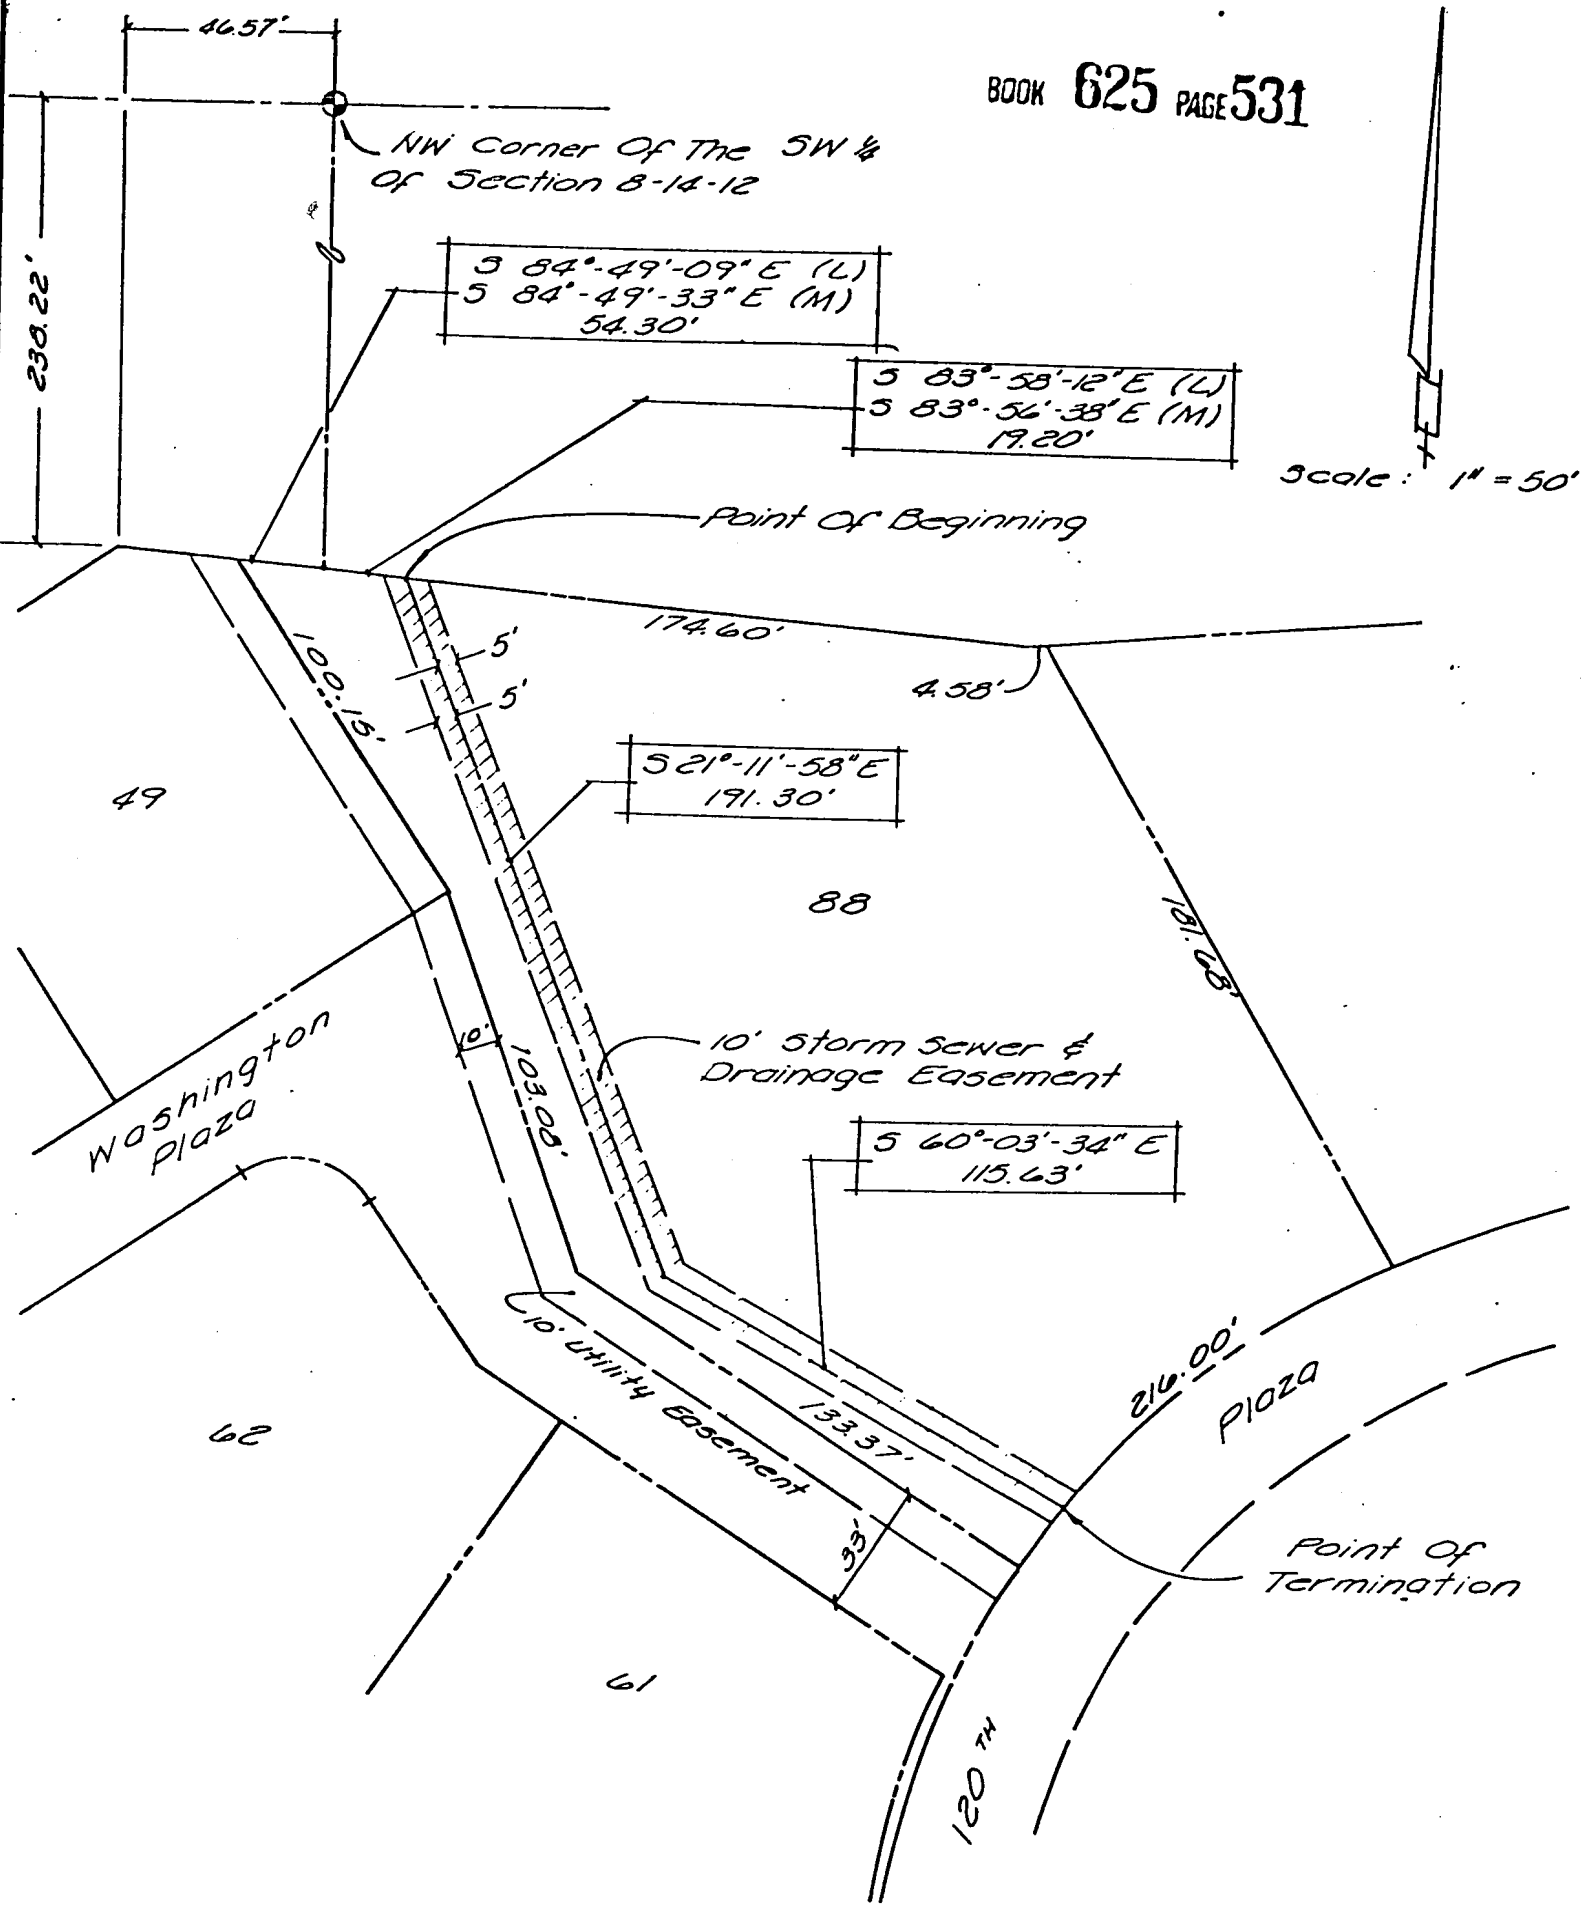 46.57'
BOOK 625 PAGE 531
NW Corner Of The SW ¼
Of Section 8-14-12
238.22'
S 84°-49'-09" E (L)
S 84°-49'-33" E (M)
54.30'
S 83°-58'-12" E (L)
S 83°-56'-38" E (M)
19.20'
Scale: 1" = 50'
Point Of Beginning
174.60'
5'
5'
4.58'
100.15'
S 21°-11'-58" E
191.30'
49
88
181.68'
10' Storm Sewer &
Drainage Easement
10'
103.08'
Washington
Plaza
S 60°-03'-34" E
115.63'
10' Utility Easement
133.37'
216.00'
Plaza
62
33'
Point Of
Termination
61
120 TH